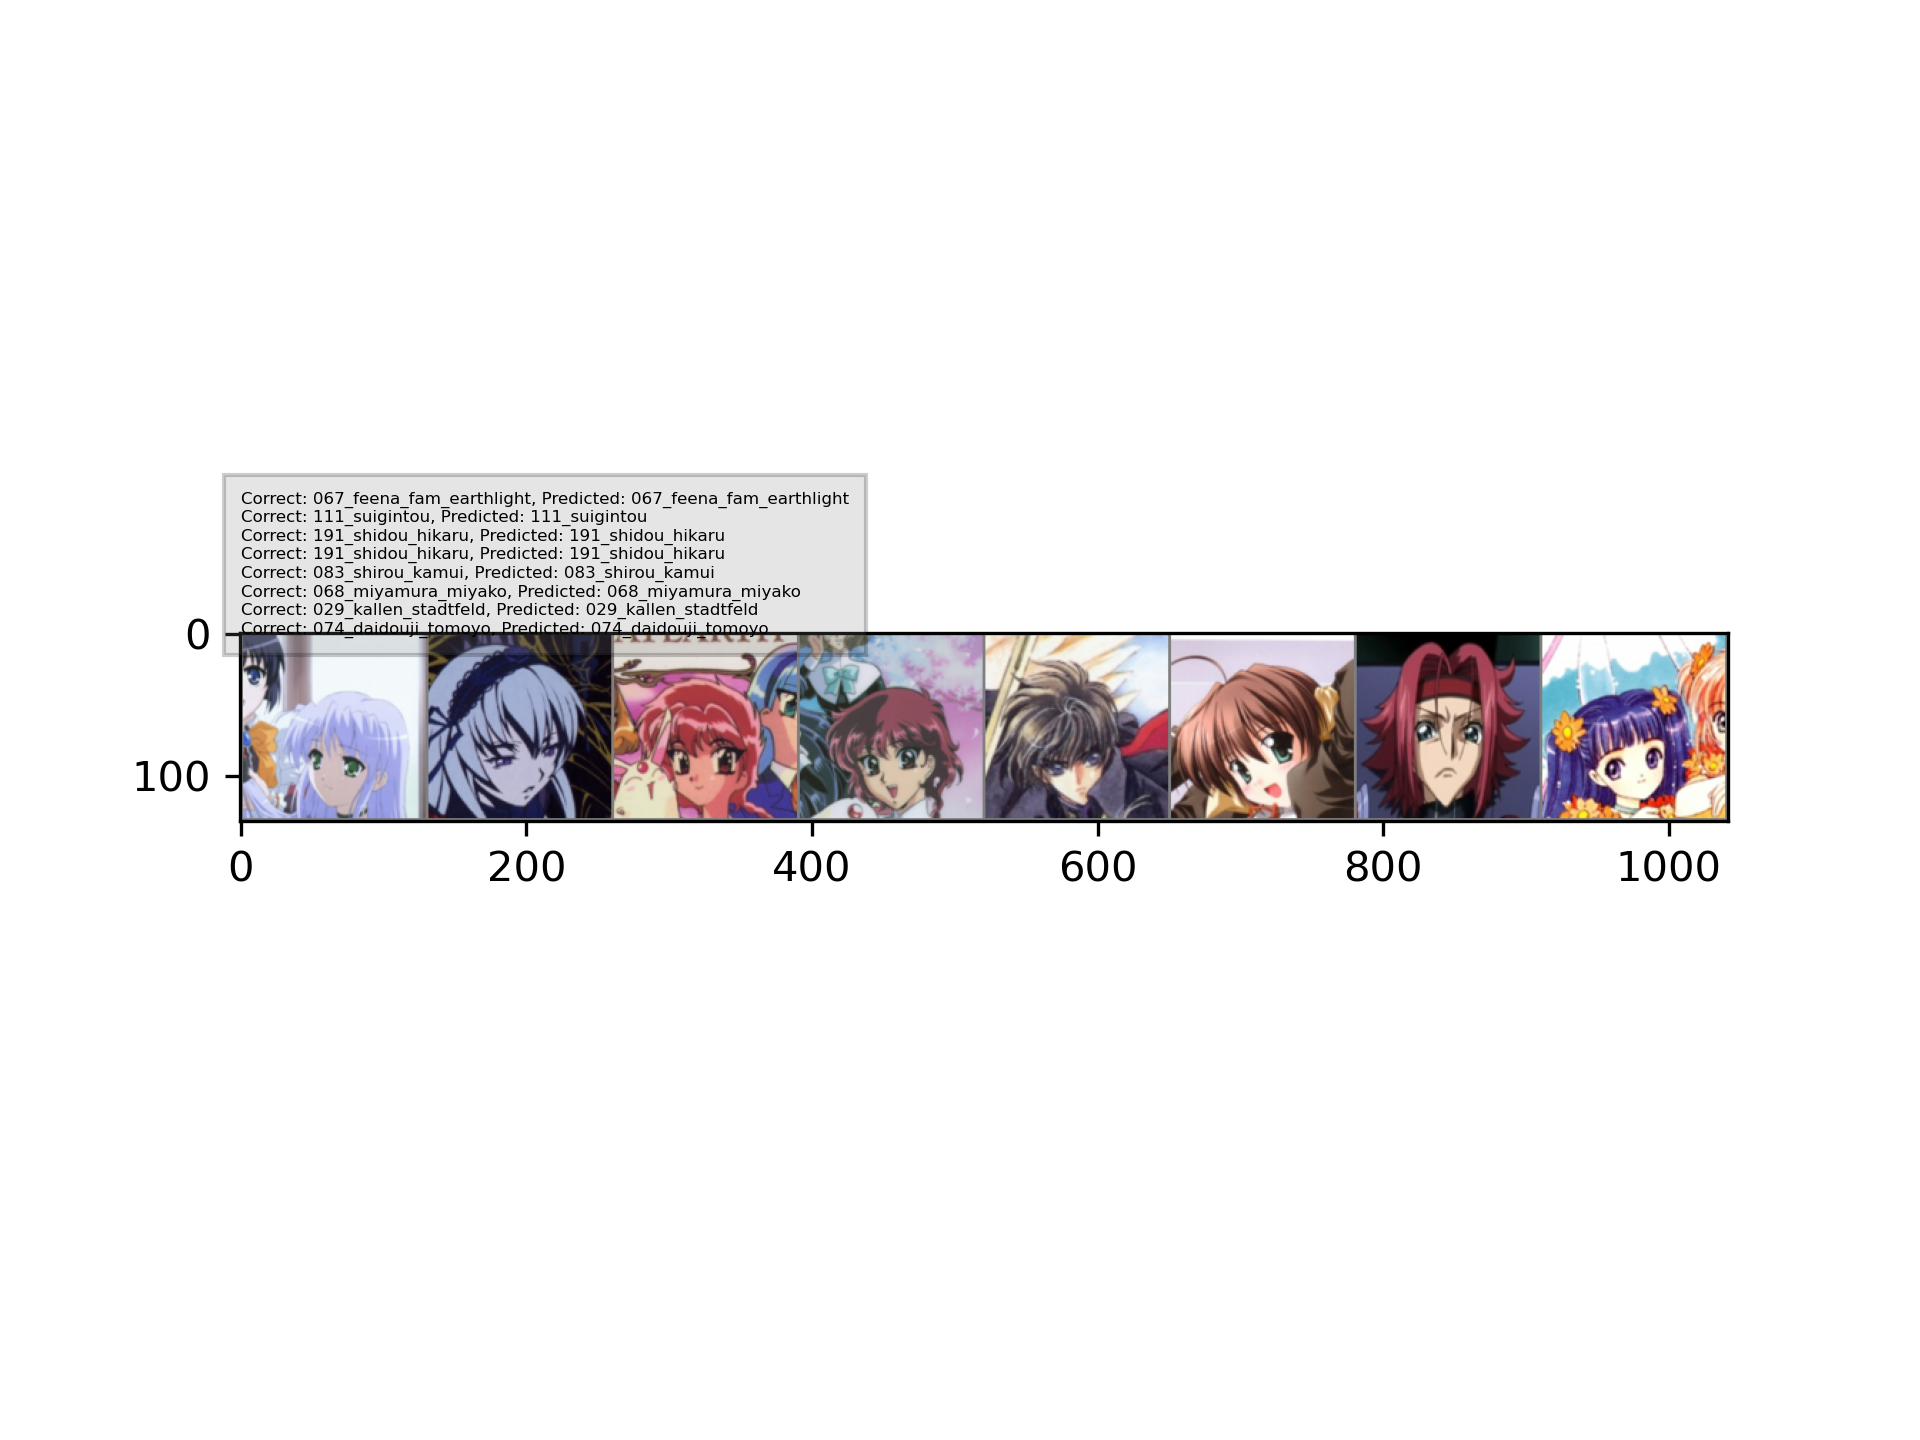 Correct: 067_feena_fam_earthlight, Predicted: 067_feena_fam_earthlight
Correct: 111_suigintou, Predicted: 111_suigintou
Correct: 191_shidou_hikaru, Predicted: 191_shidou_hikaru
Correct: 191_shidou_hikaru, Predicted: 191_shidou_hikaru
Correct: 083_shirou_kamui, Predicted: 083_shirou_kamui
Correct: 068_miyamura_miyako, Predicted: 068_miyamura_miyako
Correct: 029_kallen_stadtfeld, Predicted: 029_kallen_stadtfeld
Correct: 074_daidouji_tomoyo, Predicted: 074_daidouji_tomoyo
0
100
0 200 400 600 800 1000